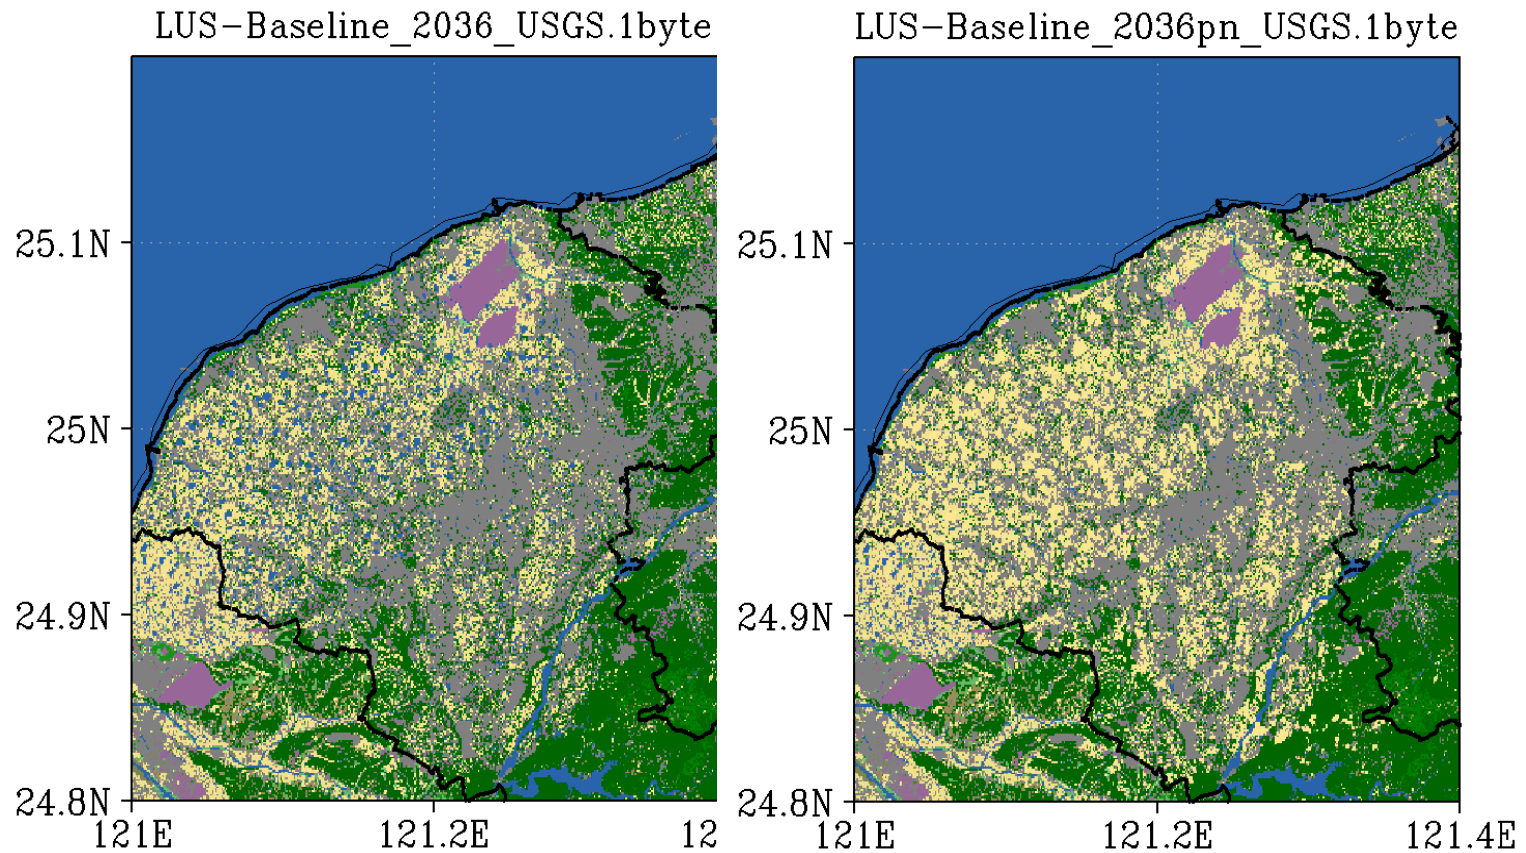 LUS-Baseline_2036_USGS.1byte
25.1N
25N
24.9N
24.8N
121E
121.2E
12
LUS-Baseline_2036pn_USGS.1byte
25.1N
25N
24.9N
24.8N
121E
121.2E
121.4E